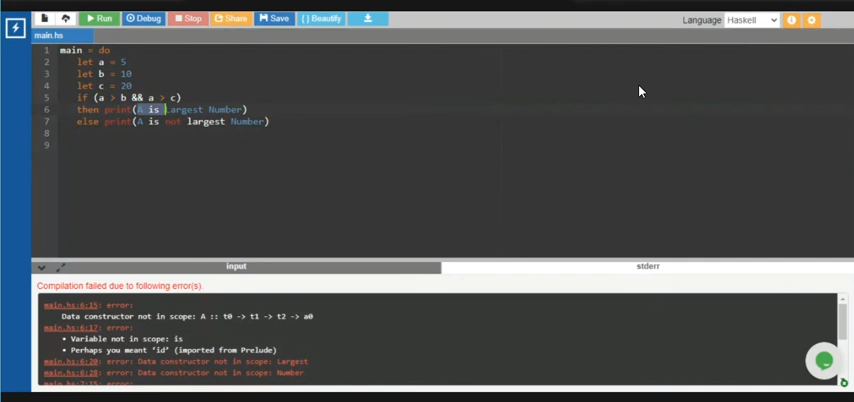 Run Debug Stop Share Save { } Beautify Language Haskell
main.hs
1 main = do
2 let a = 5
3 let b = 10
4 let c = 20
5 if (a > b && a > c)
6 then print(A is Largest Number)
7 else print(A is not largest Number)
8
9
input stderr
Compilation failed due to following error(s).
main.hs:6:15: error:
Data constructor not in scope: A :: t0 -> t1 -> t2 -> a0
main.hs:6:17: error:
• Variable not in scope: is
• Perhaps you meant ‘id’ (imported from Prelude)
main.hs:6:20: error: Data constructor not in scope: Largest
main.hs:6:28: error: Data constructor not in scope: Number
main.hs:7:15: error: